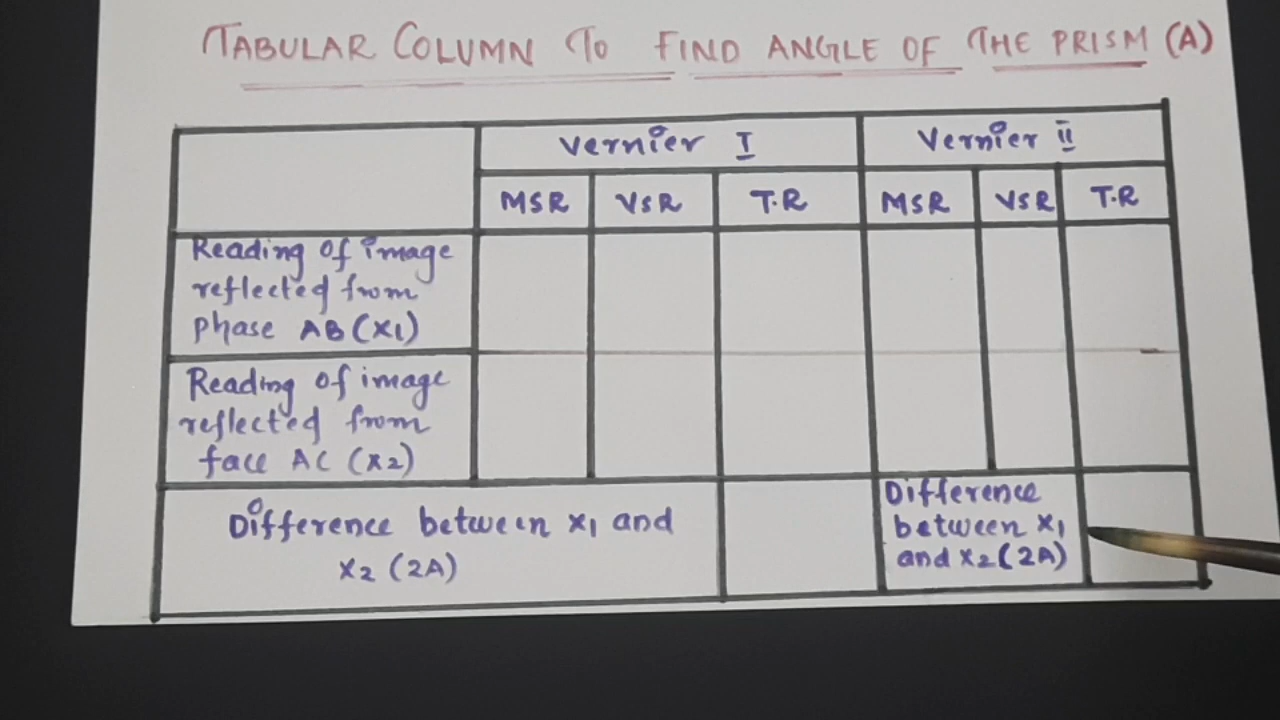 TABULAR COLUMN TO FIND ANGLE OF THE PRISM (A)
Vernier I
Vernier II
MSR
VSR
T.R
MSR
VSR
T.R
Reading of image
reflected from
phase AB (x1)
Reading of image
reflected from
face AC (x2)
Difference between x1 and
x2 (2A)
Difference
between x1
and x2 (2A)